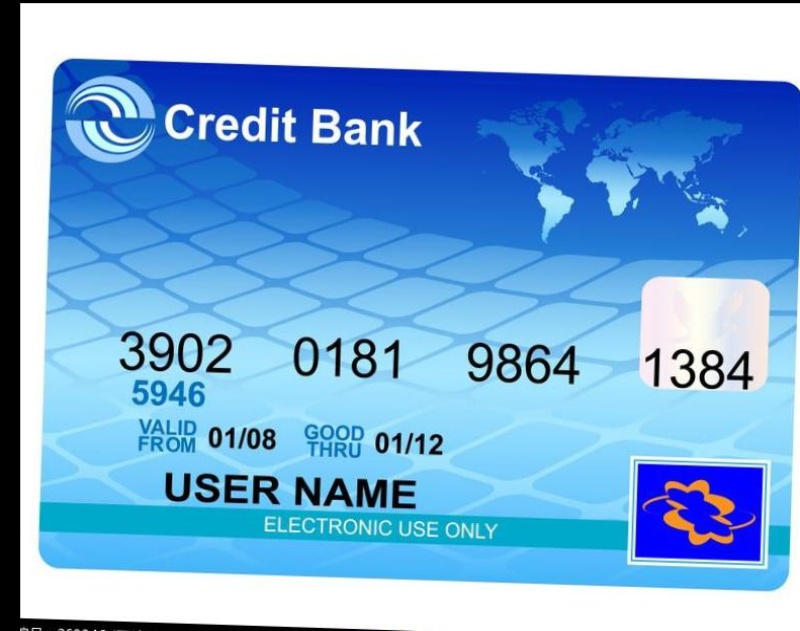 Credit Bank
3902 0181 9864 1384
5946
VALID FROM 01/08 GOOD THRU 01/12
USER NAME
ELECTRONIC USE ONLY